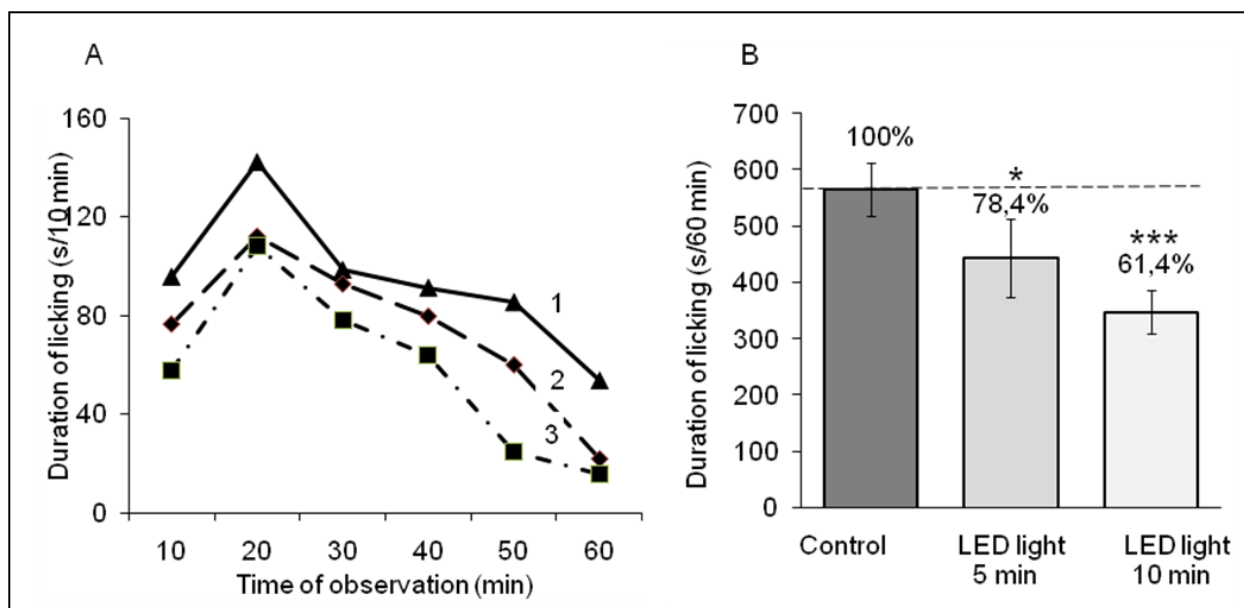 A
Duration of licking (s/10 min)
160
120
80
40
0
10 20 30 40 50 60
Time of observation (min)
1
2
3
B
Duration of licking (s/60 min)
700
600
500
400
300
200
100
0
100%
*
78,4%
***
61,4%
Control
LED light
5 min
LED light
10 min